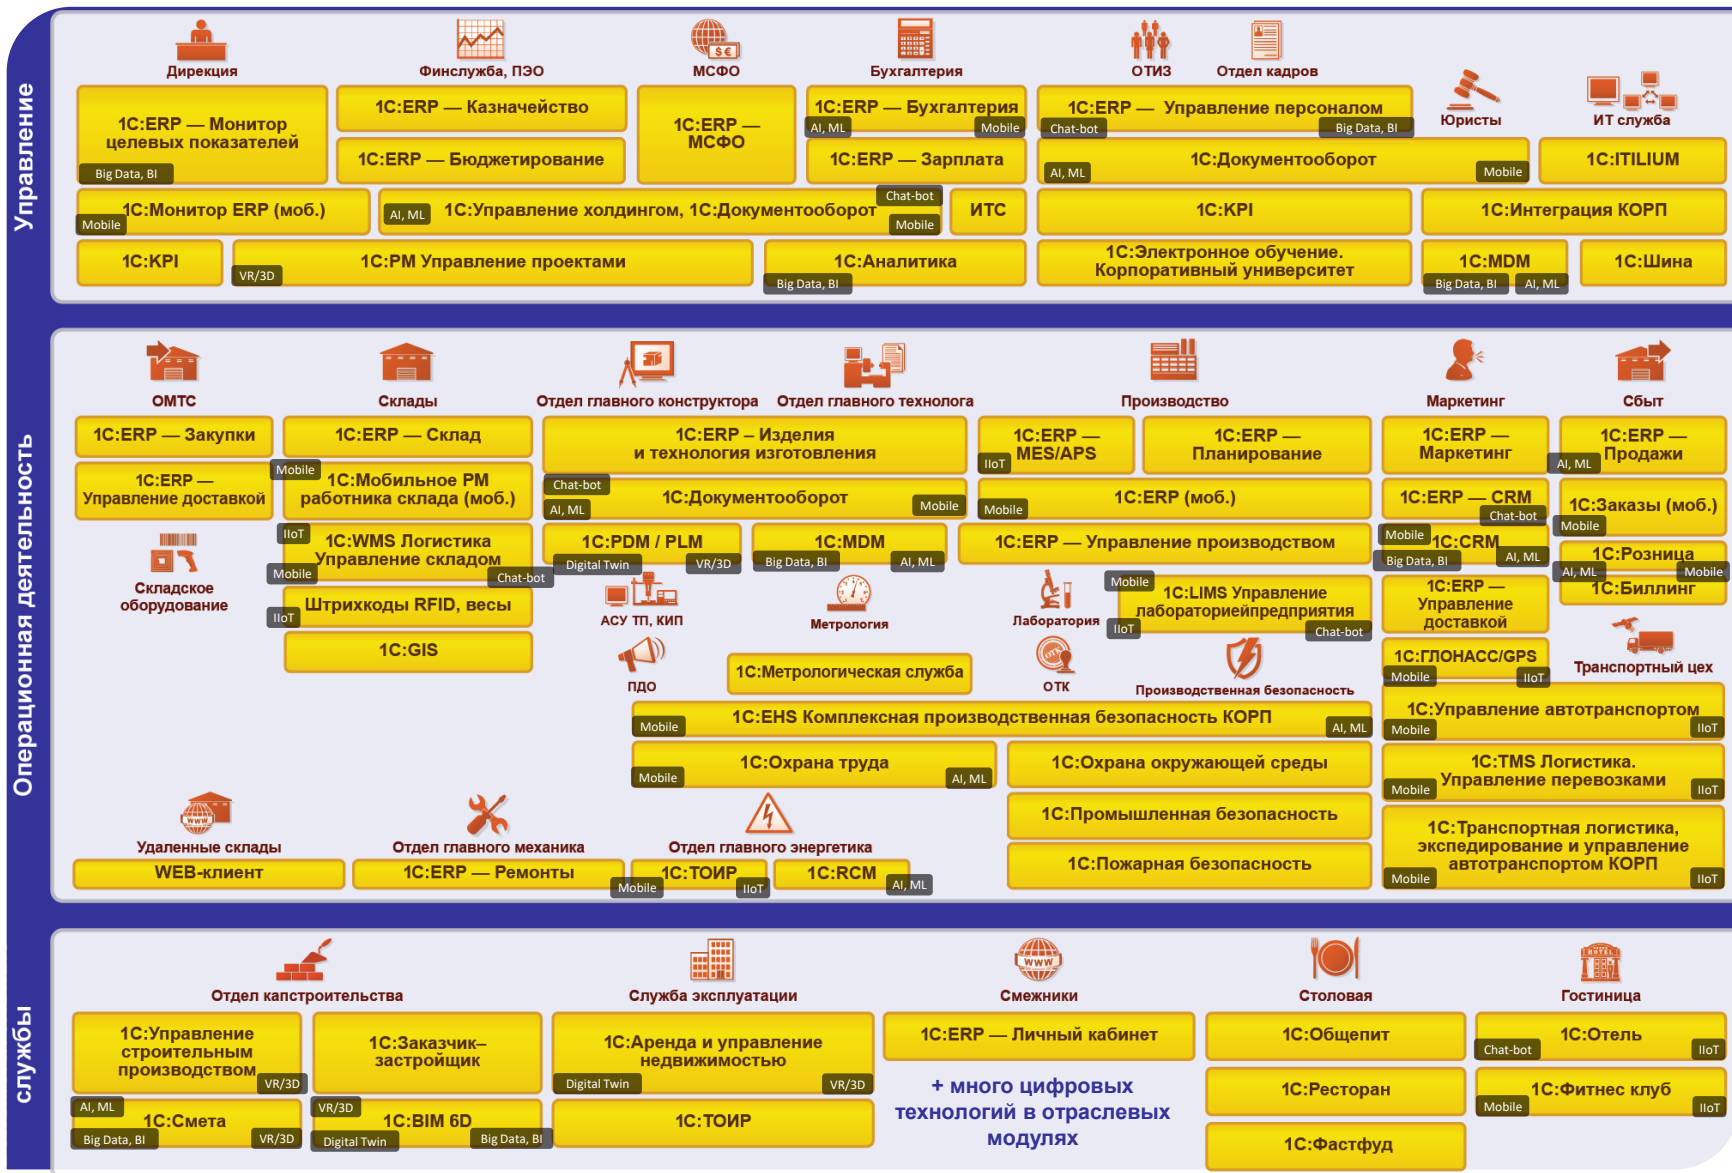 Управление
Дирекция
Финслужба, ПЭО
МСФО
Бухгалтерия
ОТИЗ
Отдел кадров
Юристы
ИТ служба
1С:ERP — Монитор
целевых показателей
Big Data, BI
1С:ERP — Казначейство
1С:ERP — Бюджетирование
1С:ERP —
МСФО
1С:ERP — Бухгалтерия
AI, ML
Mobile
1С:ERP — Зарплата
1С:ERP — Управление персоналом
Chat-bot
Big Data, BI
1С:Документооборот
AI, ML
Mobile
1С:ITILIUM
1С:Монитор ERP (моб.)
Mobile
AI, ML
1С:Управление холдингом, 1С:Документооборот
Chat-bot
Mobile
ИТС
1С:KPI
1С:Интеграция КОРП
1С:KPI
1С:PM Управление проектами
VR/3D
1С:Аналитика
Big Data, BI
1С:Электронное обучение.
Корпоративный университет
1С:MDM
Big Data, BI
AI, ML
1С:Шина
Операционная деятельность
ОМТС
Склады
Отдел главного конструктора
Отдел главного технолога
Производство
Маркетинг
Сбыт
1С:ERP — Закупки
1С:ERP —
Управление доставкой
Складское
оборудование
1С:ERP — Склад
Mobile
1С:Мобильное РМ
работника склада (моб.)
IIoT
1С:WMS Логистика
Управление складом
Mobile
Chat-bot
Штрихкоды RFID, весы
IIoT
1С:GIS
1С:ERP – Изделия
и технология изготовления
Chat-bot
1С:Документооборот
AI, ML
Mobile
1С:PDM / PLM
Digital Twin
VR/3D
1С:MDM
Big Data, BI
AI, ML
1С:ERP —
MES/APS
IIoT
1С:ERP —
Планирование
1С:ERP (моб.)
Mobile
1С:ERP — Управление производством
1С:ERP —
Маркетинг
1С:ERP — CRM
Chat-bot
Mobile
1С:CRM
Big Data, BI
AI, ML
1С:ERP —
Управление
доставкой
1С:ERP —
Продажи
AI, ML
1С:Заказы (моб.)
Mobile
1С:Розница
AI, ML
Mobile
1С:Биллинг
АСУ ТП, КИП
Метрология
Лаборатория
Mobile
1С:LIMS Управление
лабораториейпредприятия
IIoT
Chat-bot
ПДО
1С:Метрологическая служба
ОТК
ОТК
Производственная безопасность
1С:ГЛОНАСС/GPS
Mobile
IIoT
Транспортный цех
1С:EHS Комплексная производственная безопасность КОРП
Mobile
AI, ML
1С:Управление автотранспортом
Mobile
IIoT
1С:Охрана труда
Mobile
AI, ML
1С:Охрана окружающей среды
1С:TMS Логистика.
Управление перевозками
Mobile
IIoT
1С:Промышленная безопасность
1С:Пожарная безопасность
1С:Транспортная логистика,
экспедирование и управление
автотранспортом КОРП
Mobile
IIoT
WWW
Удаленные склады
Отдел главного механика
Отдел главного энергетика
WEB-клиент
1С:ERP — Ремонты
Mobile
1С:ТОИР
IIoT
1С:RCM
AI, ML
службы
Отдел капстроительства
Служба эксплуатации
WWW
Смежники
Столовая
HOTEL
Гостиница
1С:Управление
строительным
производством
VR/3D
1С:Заказчик–
застройщик
1С:Аренда и управление
недвижимостью
Digital Twin
VR/3D
1С:ERP — Личный кабинет
1С:Общепит
1С:Отель
Chat-bot
IIoT
AI, ML
1С:Смета
Big Data, BI
VR/3D
VR/3D
1С:BIM 6D
Digital Twin
Big Data, BI
1С:ТОИР
+ много цифровых
технологий в отраслевых
модулях
1С:Ресторан
1С:Фитнес клуб
Mobile
IIoT
1С:Фастфуд